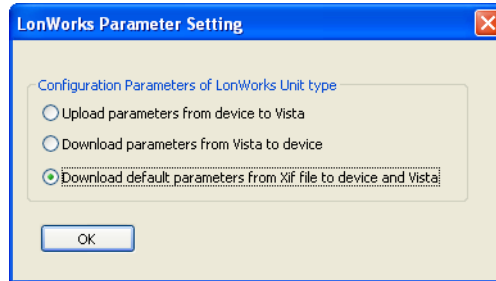 LonWorks Parameter Setting
Configuration Parameters of LonWorks Unit type
Upload parameters from device to Vista
Download parameters from Vista to device
Download default parameters from Xif file to device and Vista
OK